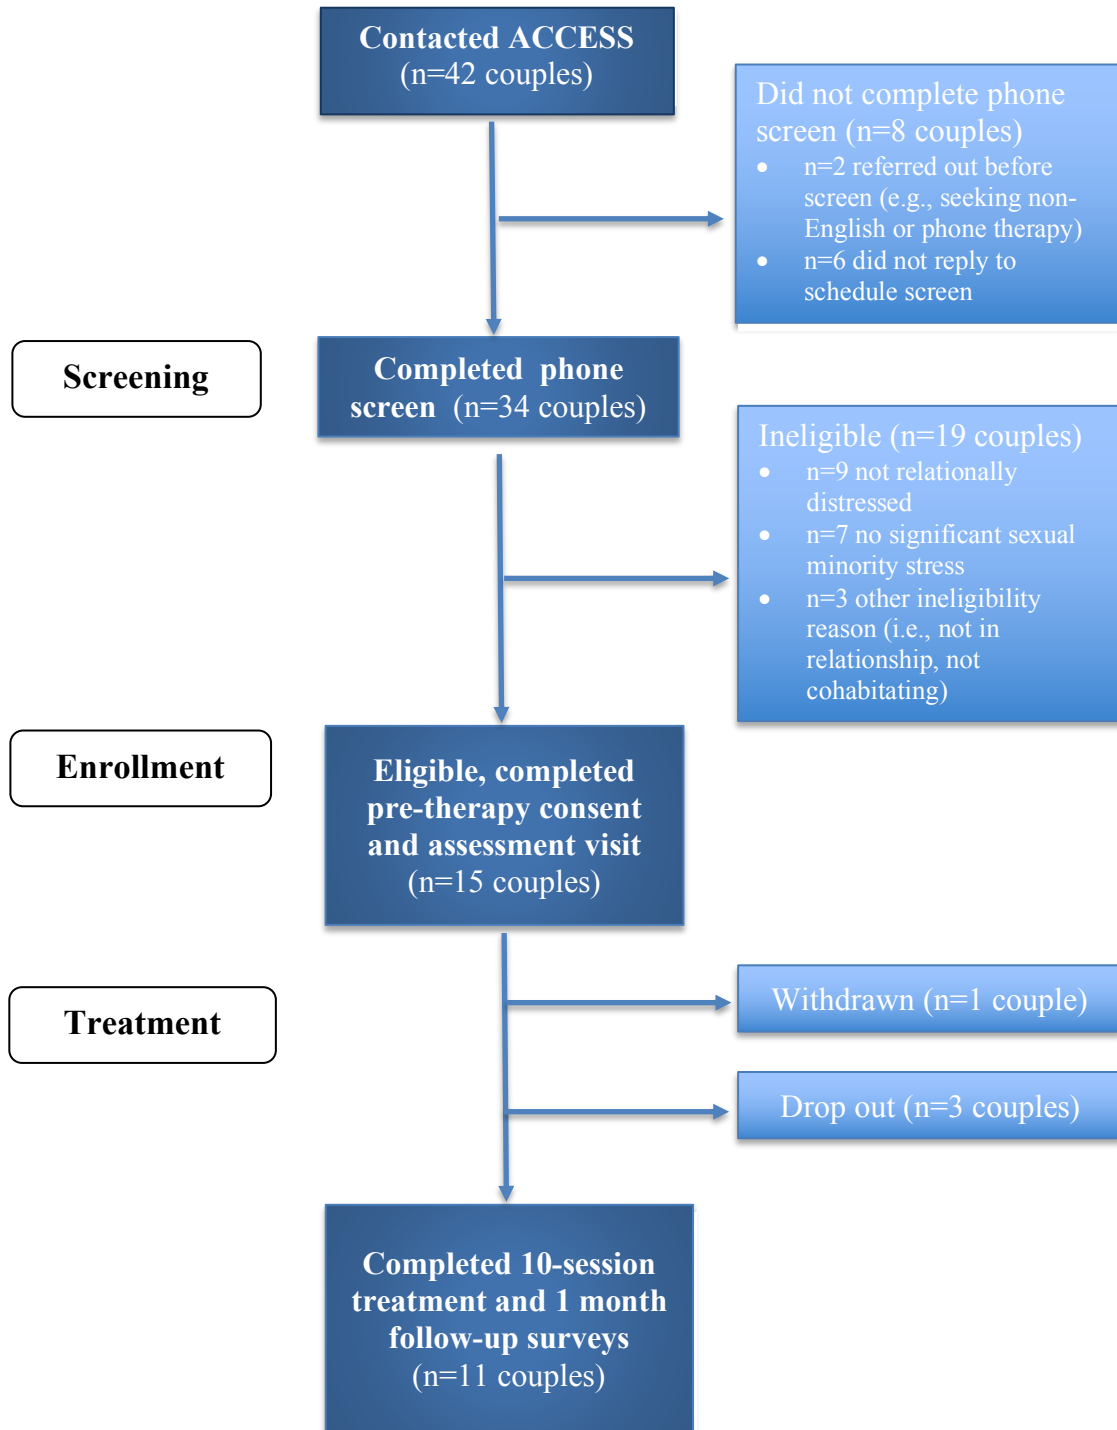 Contacted ACCESS
(n=42 couples)
Did not complete phone
screen (n=8 couples)
• n=2 referred out before
screen (e.g., seeking non-
English or phone therapy)
• n=6 did not reply to
schedule screen
Screening
Completed phone
screen (n=34 couples)
Ineligible (n=19 couples)
• n=9 not relationally
distressed
• n=7 no significant sexual
minority stress
• n=3 other ineligibility
reason (i.e., not in
relationship, not
cohabitating)
Enrollment
Eligible, completed
pre-therapy consent
and assessment visit
(n=15 couples)
Treatment
Withdrawn (n=1 couple)
Drop out (n=3 couples)
Completed 10-session
treatment and 1 month
follow-up surveys
(n=11 couples)